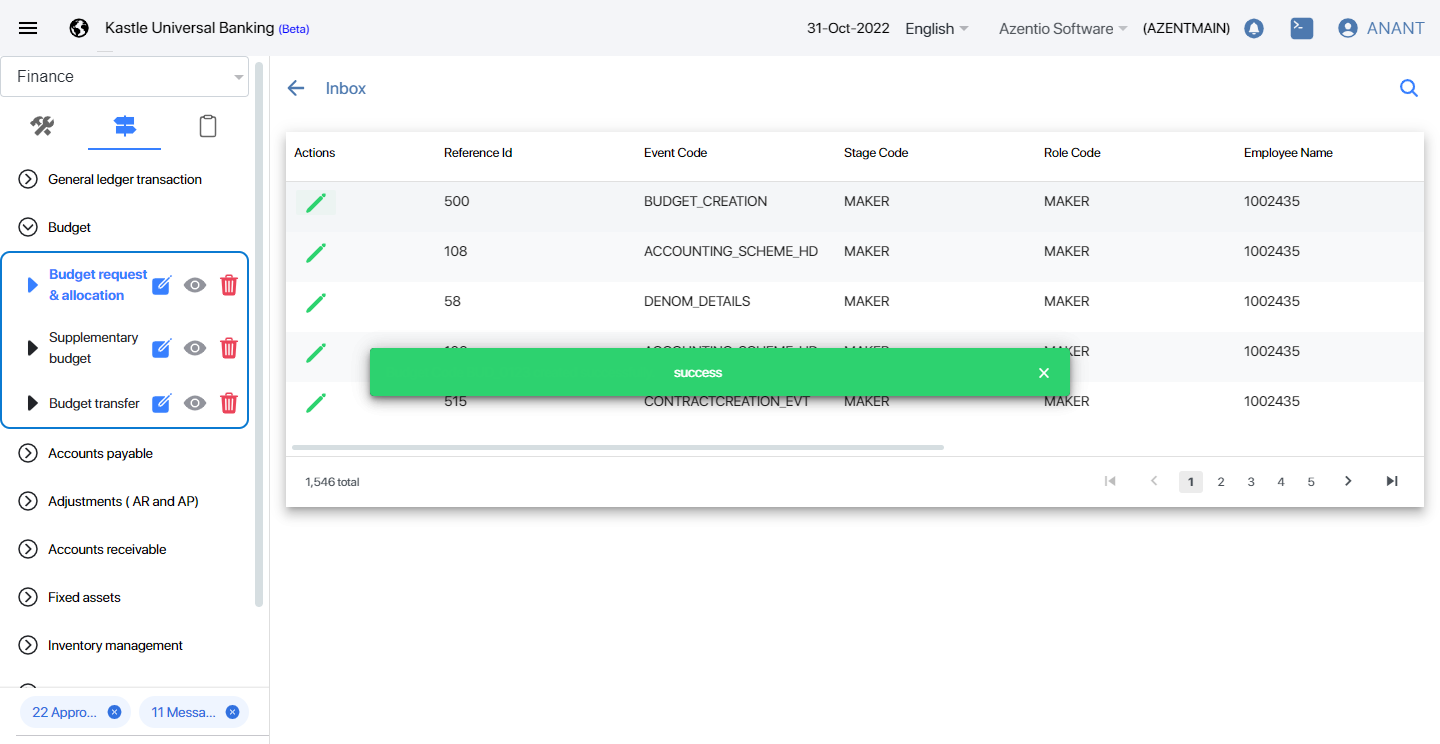 Kastle Universal Banking (Beta)
31-Oct-2022
English
Azentio Software
(AZENTMAIN)
ANANT
Finance
General ledger transaction
Budget
Budget request
& allocation
Supplementary
budget
Budget transfer
Accounts payable
Adjustments ( AR and AP)
Accounts receivable
Fixed assets
Inventory management
22 Appro...
11 Messa...
Inbox
Actions Reference Id Event Code Stage Code Role Code Employee Name
500 BUDGET_CREATION MAKER MAKER 1002435
108 ACCOUNTING_SCHEME_HD MAKER MAKER 1002435
58 DENOM_DETAILS MAKER MAKER 1002435
ACCOUNTING_SCHEME_HD MAKER MAKER 1002435
success
515 CONTRACTCREATION_EVT MAKER MAKER 1002435
1,546 total
1 2 3 4 5